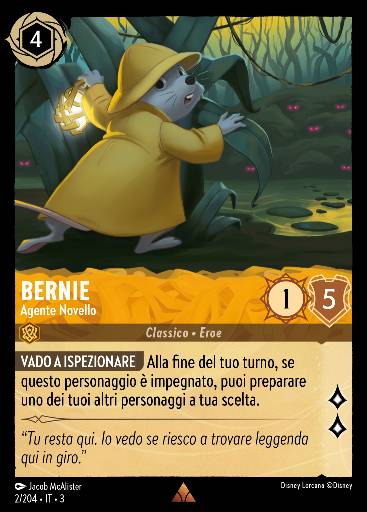 4
BERNIE
Agente Novello
1
5
Classico • Eroe
VADO A ISPEZIONARE Alla fine del tuo turno, se
questo personaggio è impegnato, puoi preparare
uno dei tuoi altri personaggi a tua scelta.
“Tu resta qui. Io vedo se riesco a trovare leggenda
qui in giro.”
Jacob McAlister
2/204 • IT • 3
Disney Lorcana ©Disney